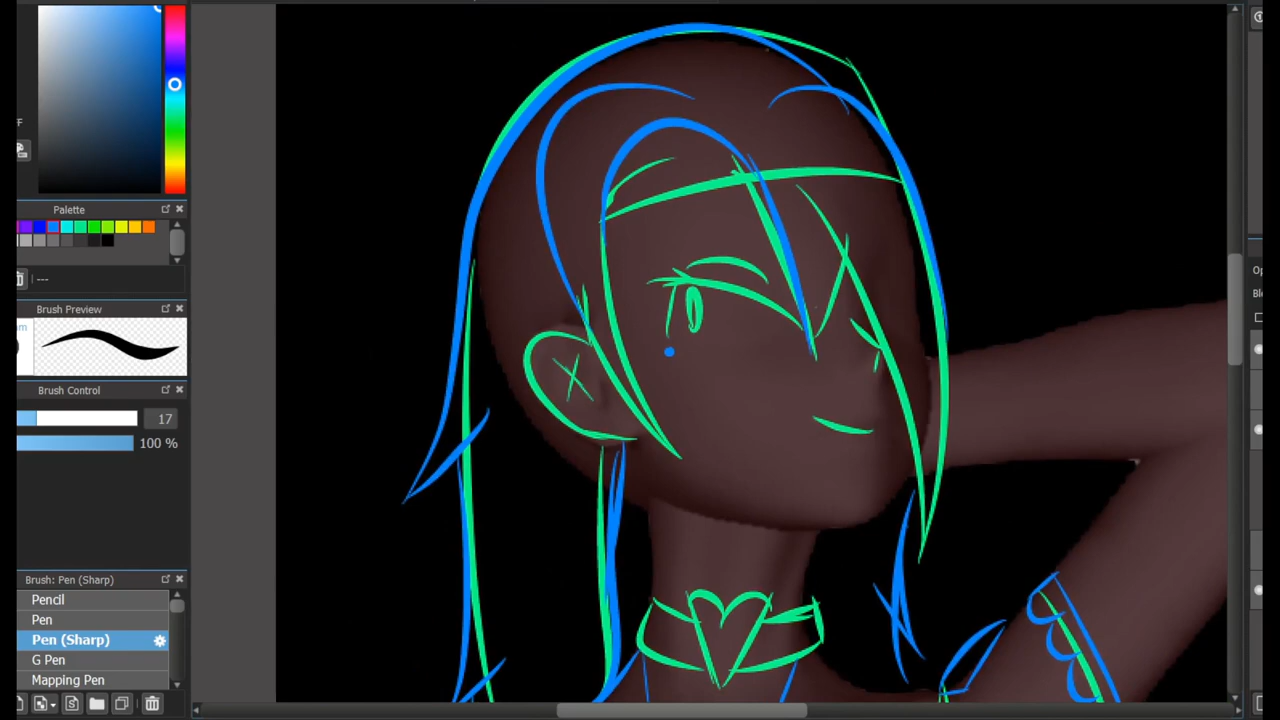 F
Palette
---
Brush Preview
Brush Control
17
100 %
Brush: Pen (Sharp)
Pencil
Pen
Pen (Sharp)
G Pen
Mapping Pen